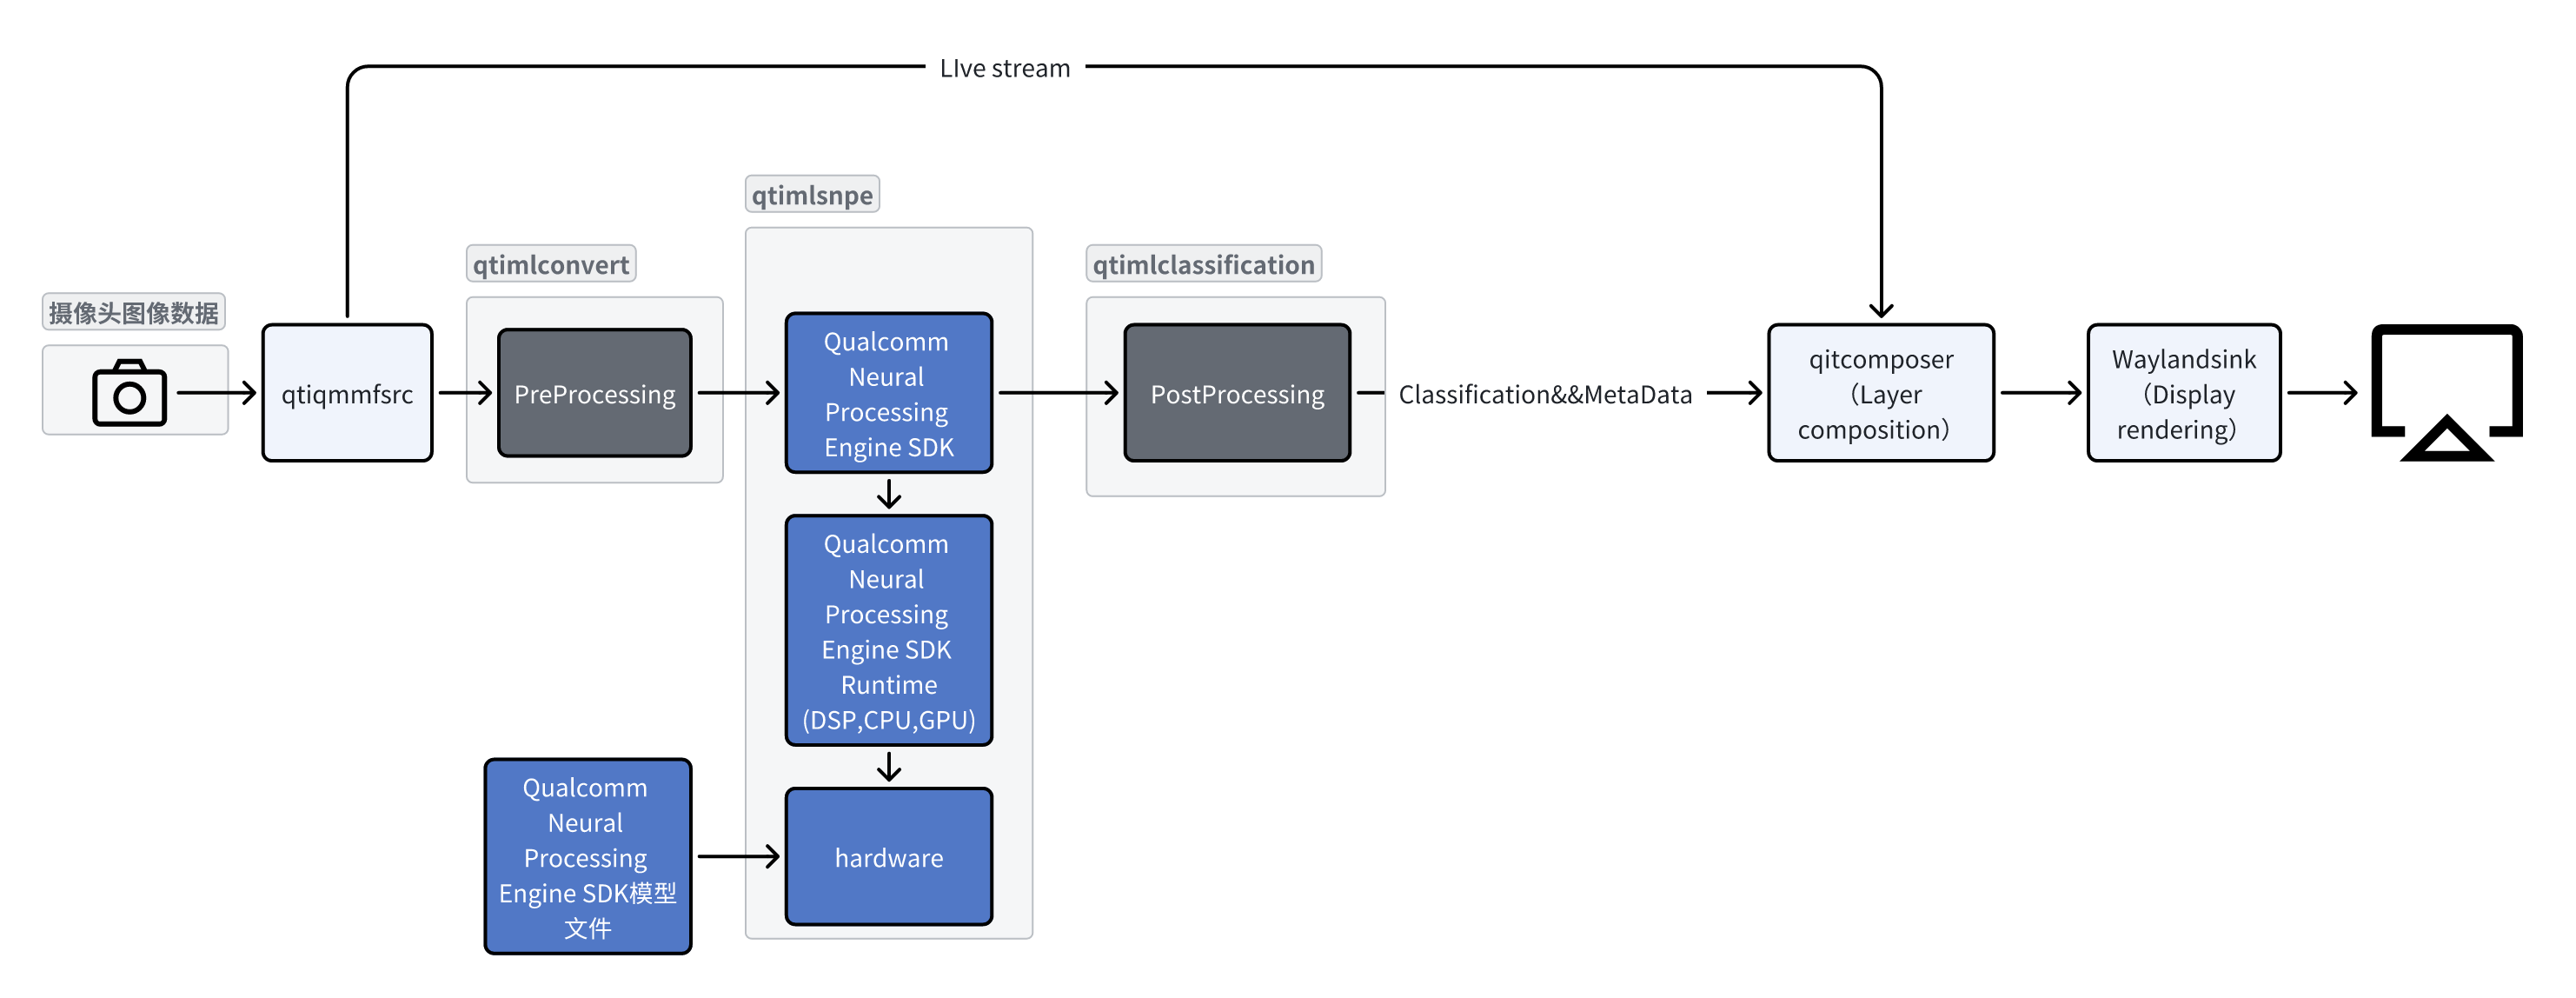 LIve stream
qtimlsnpe
qtimlconvert
qtimlclassification
摄像头图像数据
qtiqmmfsrc
PreProcessing
Qualcomm
Neural
Processing
Engine SDK
PostProcessing
Classification&&MetaData
qitcomposer
（Layer
composition）
Waylandsink
（Display
rendering）
Qualcomm
Neural
Processing
Engine SDK
Runtime
(DSP,CPU,GPU)
Qualcomm
Neural
Processing
Engine SDK模型
文件
hardware